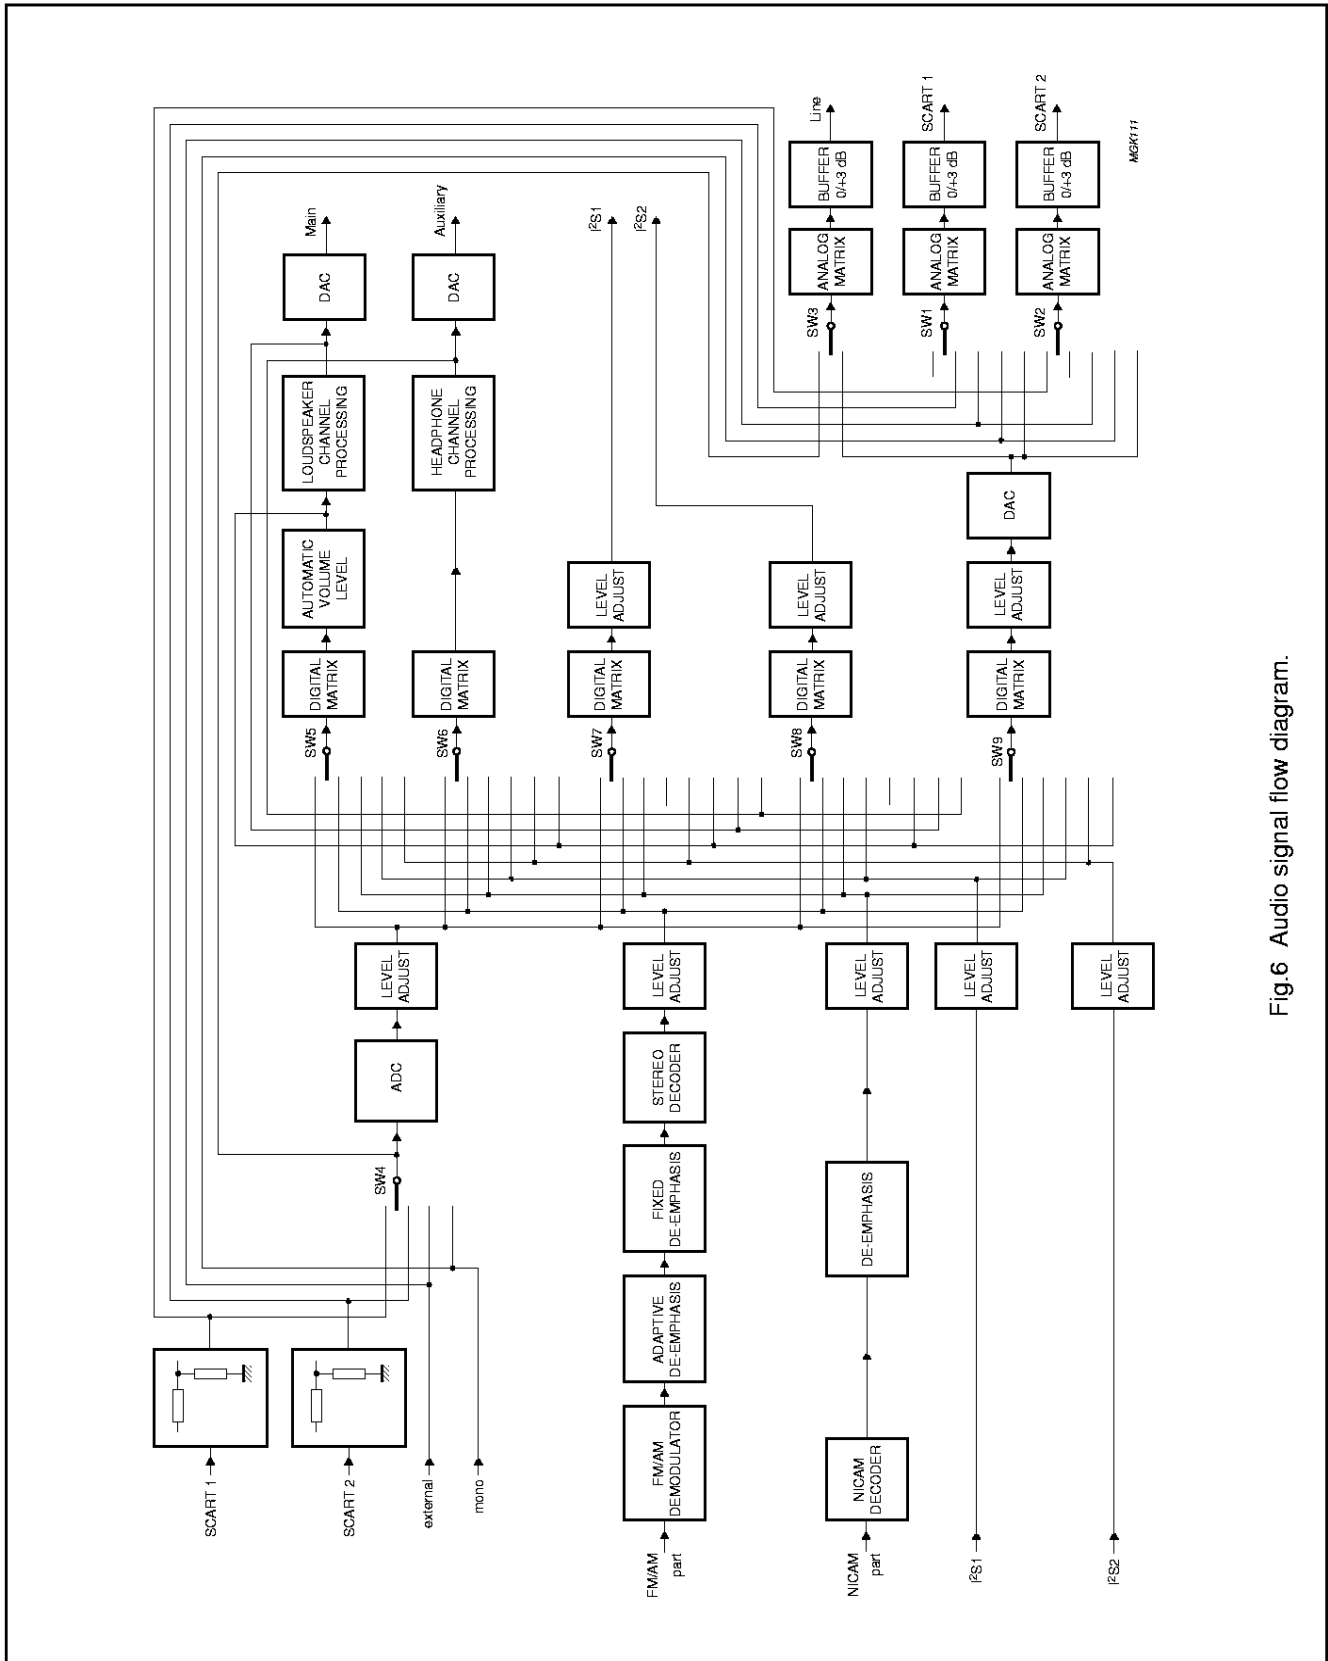 SCART 1
SCART 2
external
mono
SW4
ADC
LEVEL
ADJUST
FM/AM
part
FM/AM
DEMODULATOR
ADAPTIVE
DE-EMPHASIS
FIXED
DE-EMPHASIS
STEREO
DECODER
LEVEL
ADJUST
NICAM
part
NICAM
DECODER
DE-EMPHASIS
LEVEL
ADJUST
I²S1
LEVEL
ADJUST
I²S2
LEVEL
ADJUST
SW5
DIGITAL
MATRIX
AUTOMATIC
VOLUME
LEVEL
LOUDSPEAKER
CHANNEL
PROCESSING
DAC
Main
SW6
DIGITAL
MATRIX
HEADPHONE
CHANNEL
PROCESSING
DAC
Auxiliary
SW7
DIGITAL
MATRIX
LEVEL
ADJUST
I²S1
SW8
DIGITAL
MATRIX
LEVEL
ADJUST
I²S2
SW9
DIGITAL
MATRIX
LEVEL
ADJUST
DAC
SW3
ANALOG
MATRIX
BUFFER
0/+3 dB
Line
SW1
ANALOG
MATRIX
BUFFER
0/+3 dB
SCART 1
SW2
ANALOG
MATRIX
BUFFER
0/+3 dB
SCART 2
MGK111
Fig.6 Audio signal flow diagram.